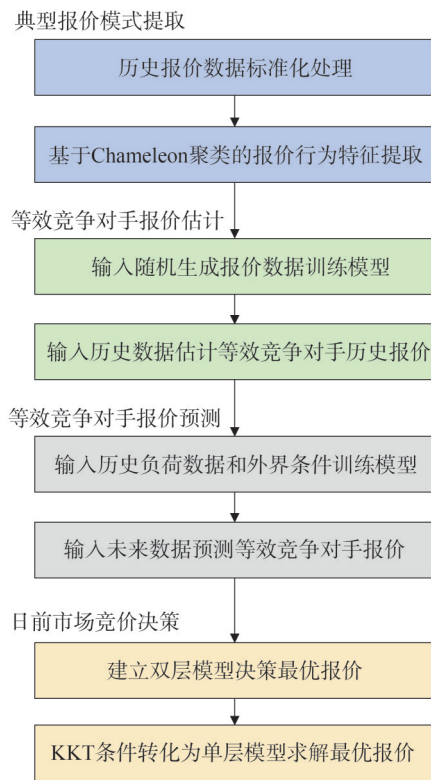 典型报价模式提取
历史报价数据标准化处理
基于Chameleon聚类的报价行为特征提取
等效竞争对手报价估计
输入随机生成报价数据训练模型
输入历史数据估计等效竞争对手历史报价
等效竞争对手报价预测
输入历史负荷数据和外界条件训练模型
输入未来数据预测等效竞争对手报价
日前市场竞价决策
建立双层模型决策最优报价
KKT条件转化为单层模型求解最优报价